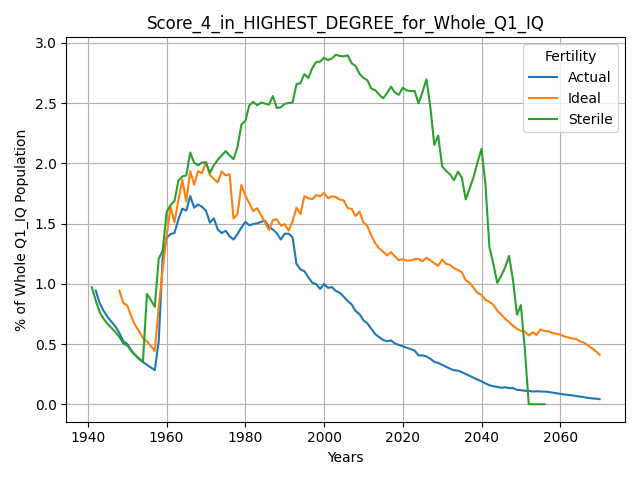 Score_4_in_HIGHEST_DEGREE_for_Whole_Q1_IQ
% of Whole Q1_IQ Population
3.0
2.5
2.0
1.5
1.0
0.5
0.0
Fertility
Actual
Ideal
Sterile
1940 1960 1980 2000 2020 2040 2060
Years